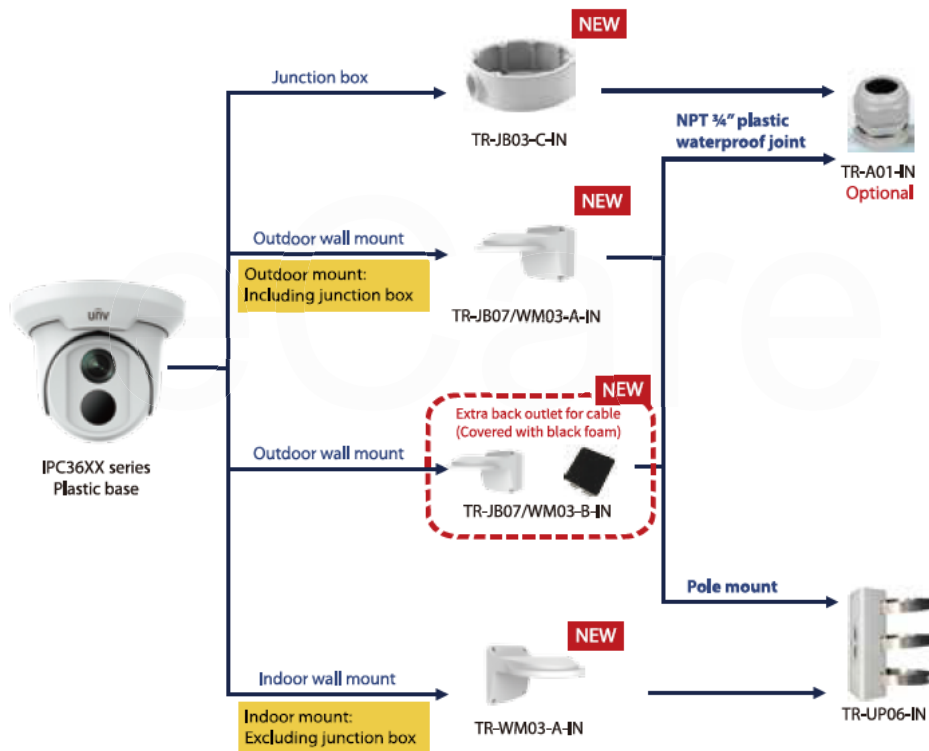 NEW
Junction box
TR-JB03-C-IN
NPT ¾" plastic
waterproof joint
TR-A01-IN
Optional
NEW
Outdoor wall mount
Outdoor mount:
Including junction box
TR-JB07/WM03-A-IN
unv
eCare
IPC36XX series
Plastic base
NEW
Extra back outlet for cable
(Covered with black foam)
Outdoor wall mount
TR-JB07/WM03-B-IN
Pole mount
NEW
Indoor wall mount
Indoor mount:
Excluding junction box
TR-WM03-A-IN
TR-UP06-IN